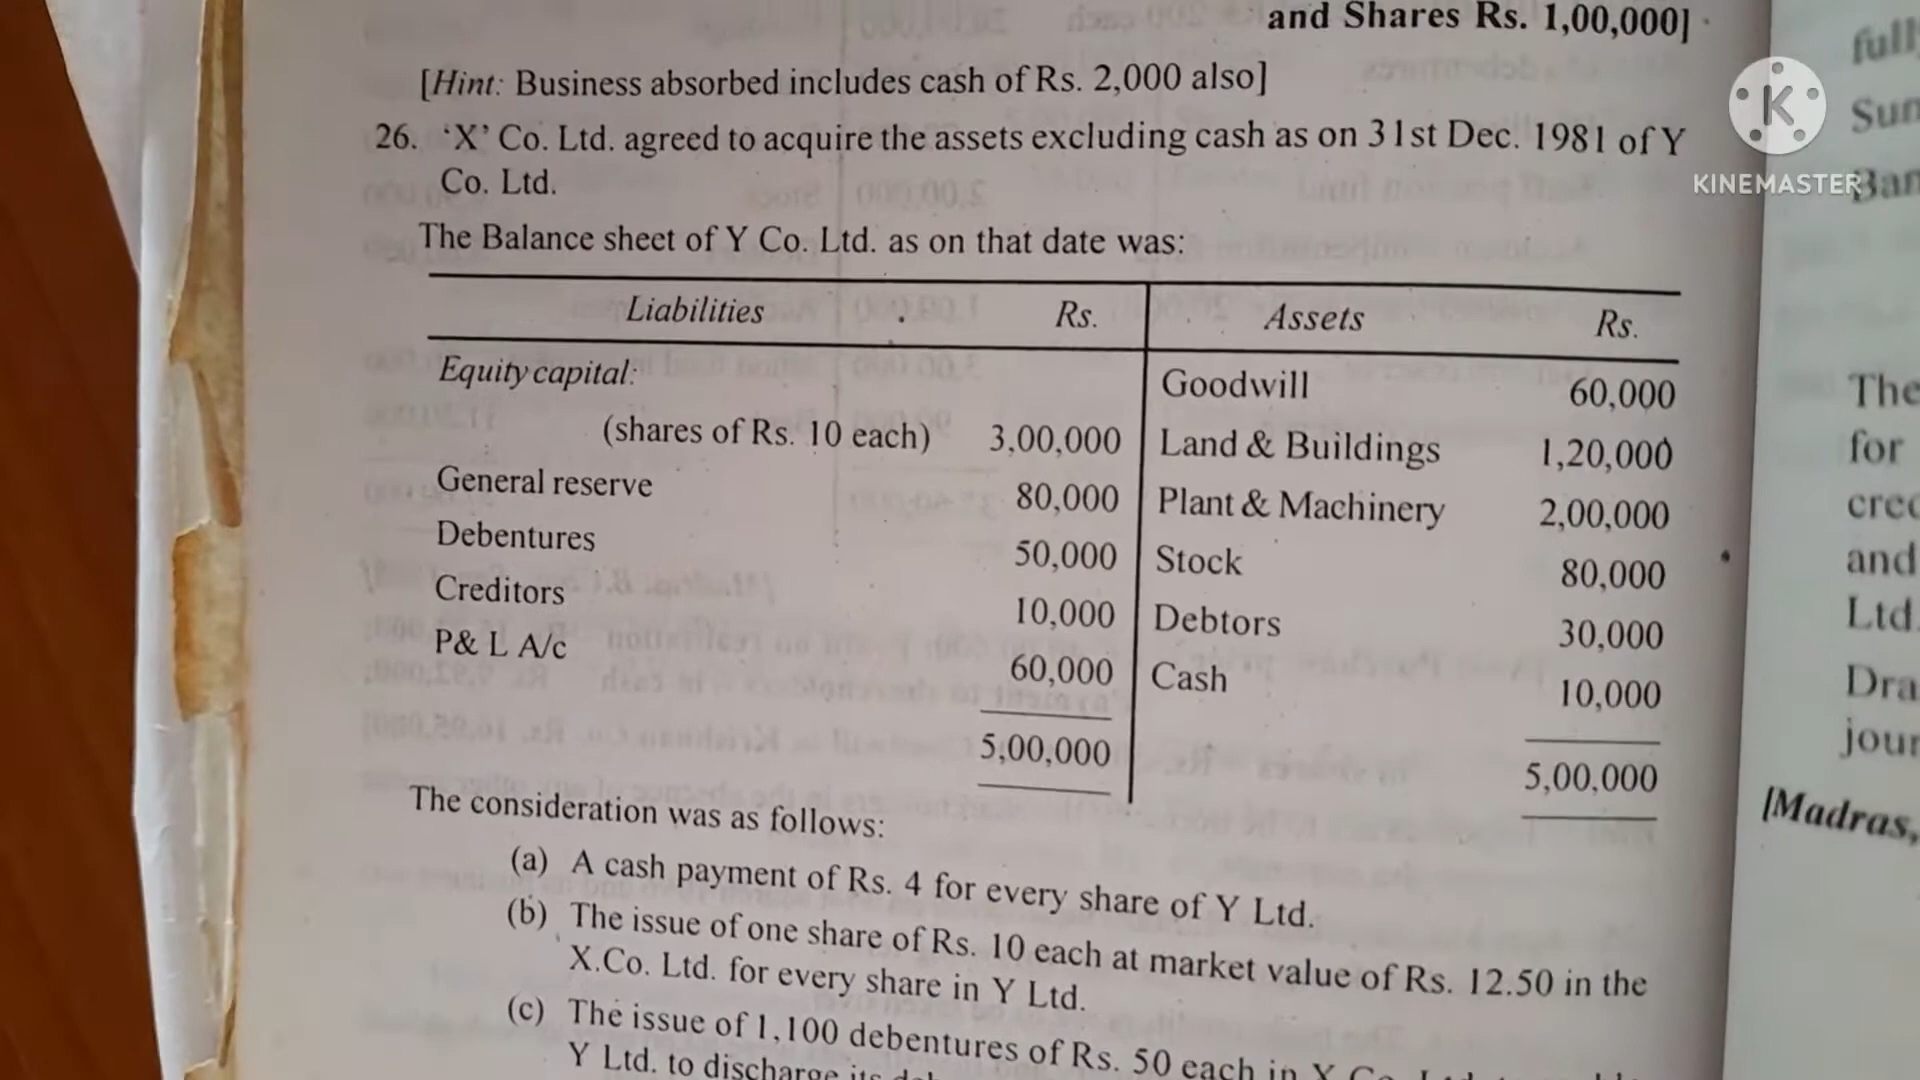 and Shares Rs. 1,00,000]
[Hint: Business absorbed includes cash of Rs. 2,000 also]
26. ‘X’ Co. Ltd. agreed to acquire the assets excluding cash as on 31st Dec. 1981 of Y
Co. Ltd.
The Balance sheet of Y Co. Ltd. as on that date was:
Liabilities Rs. Assets Rs.
Equity capital: Goodwill 60,000
(shares of Rs. 10 each) 3,00,000 Land & Buildings 1,20,000
General reserve 80,000 Plant & Machinery 2,00,000
Debentures 50,000 Stock 80,000
Creditors 10,000 Debtors 30,000
P& L A/c 60,000 Cash 10,000
5,00,000 5,00,000
The consideration was as follows:
(a) A cash payment of Rs. 4 for every share of Y Ltd.
(b) The issue of one share of Rs. 10 each at market value of Rs. 12.50 in the
X.Co. Ltd. for every share in Y Ltd.
(c) The issue of 1,100 debentures of Rs. 50 each in
Y Ltd. to discharge its
KINEMASTER
The
for
and
Ltd.
[Madras,